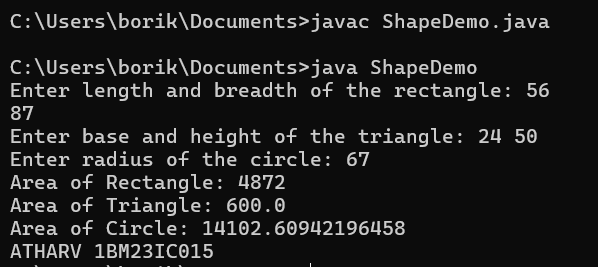 C:\Users\borik\Documents>javac ShapeDemo.java
C:\Users\borik\Documents>java ShapeDemo
Enter length and breadth of the rectangle: 56
87
Enter base and height of the triangle: 24 50
Enter radius of the circle: 67
Area of Rectangle: 4872
Area of Triangle: 600.0
Area of Circle: 14102.60942196458
ATHARV 1BM23IC015